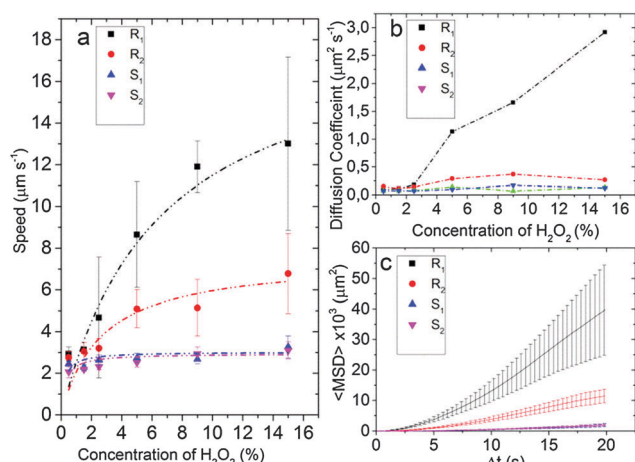 a
R1
R2
S1
S2
Speed (μm s-1)
18
16
14
12
10
8
6
4
2
0
0 2 4 6 8 10 12 14 16
Concentration of H2O2 (%)
b
R1
R2
S1
S2
Diffusion Coefficeint (μm2 s-1)
3.0
2.5
2.0
1.5
1.0
0.5
0.0
0 2 4 6 8 10 12 14 16
Concentration of H2O2 (%)
c
R1
R2
S1
S2
<MSD> x103 (μm2)
60
40
20
0
0 5 10 15 20
Δt (s)